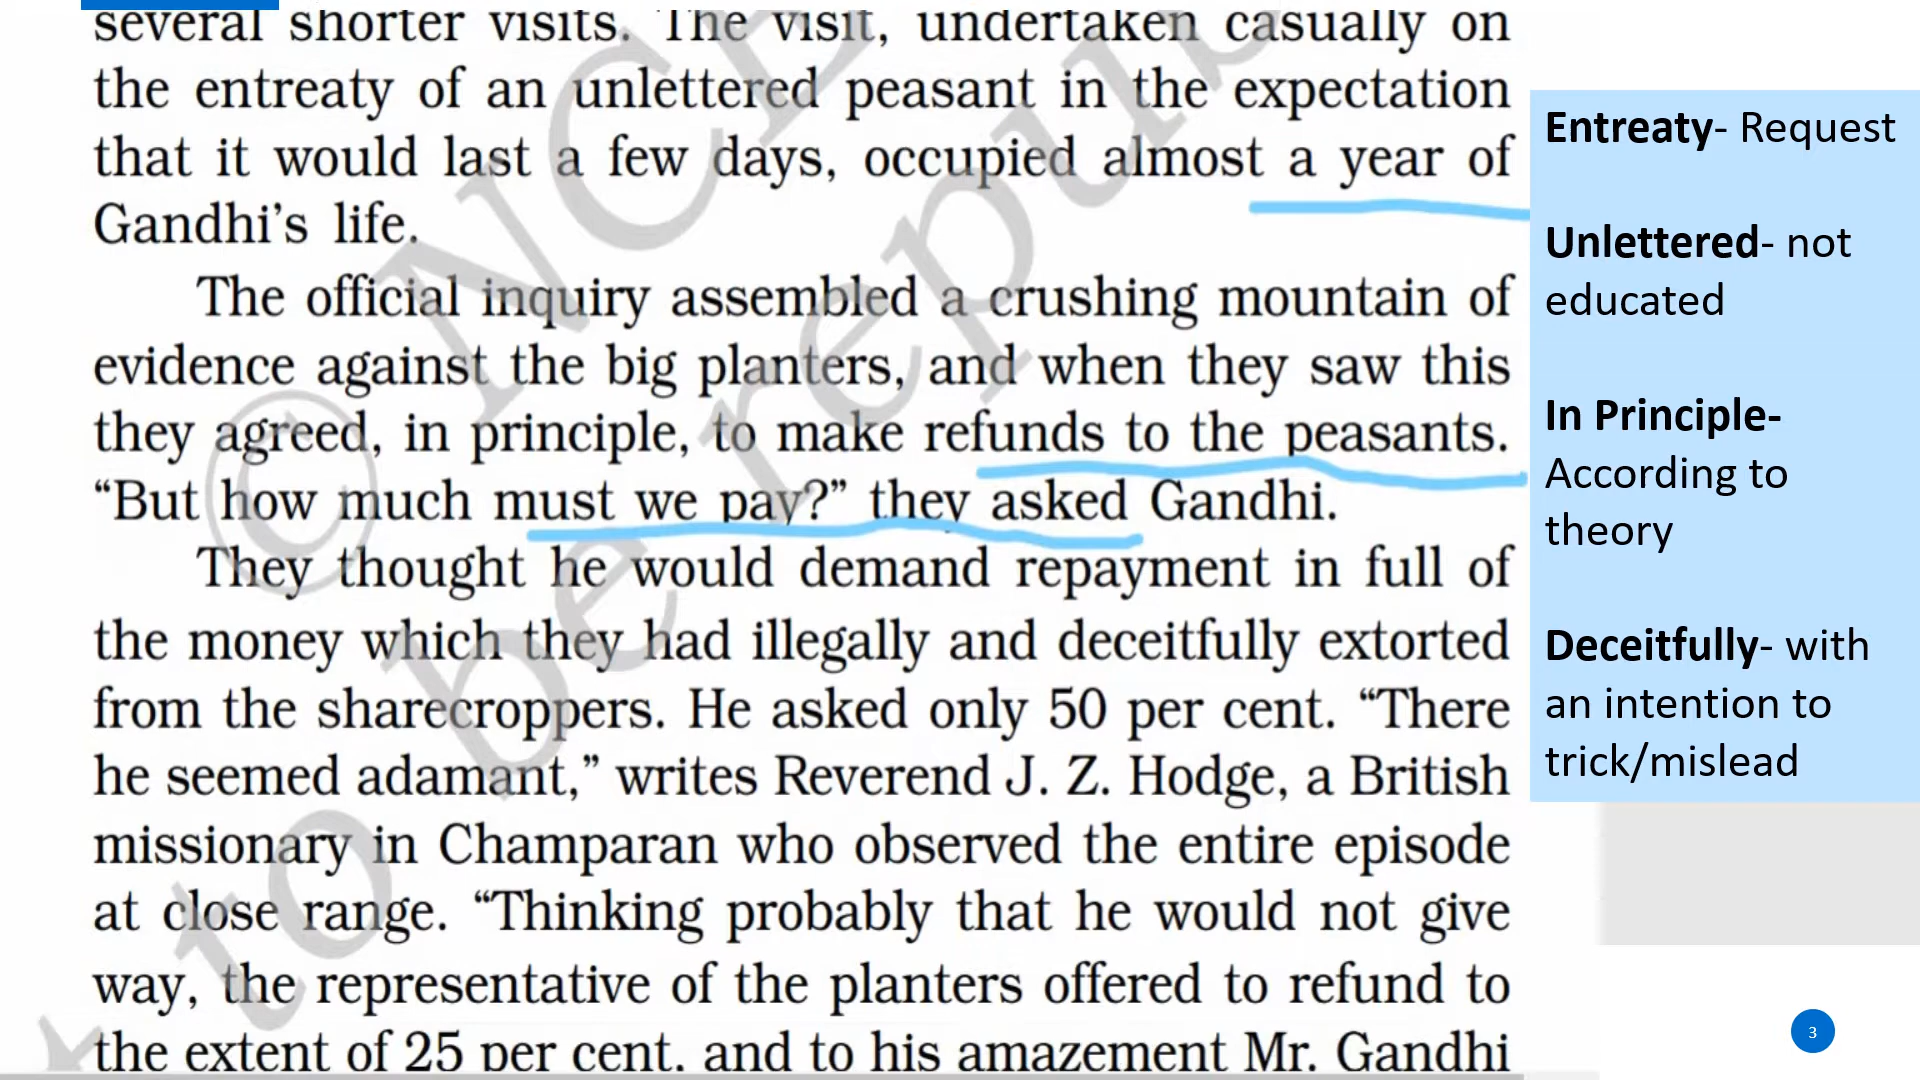 several shorter visits. The visit, undertaken casually on
the entreaty of an unlettered peasant in the expectation
that it would last a few days, occupied almost a year of
Gandhi’s life.
The official inquiry assembled a crushing mountain of
evidence against the big planters, and when they saw this
they agreed, in principle, to make refunds to the peasants.
“But how much must we pay?” they asked Gandhi.
They thought he would demand repayment in full of
the money which they had illegally and deceitfully extorted
from the sharecroppers. He asked only 50 per cent. “There
he seemed adamant,” writes Reverend J. Z. Hodge, a British
missionary in Champaran who observed the entire episode
at close range. “Thinking probably that he would not give
way, the representative of the planters offered to refund to
the extent of 25 per cent, and to his amazement Mr. Gandhi
Entreaty- Request
Unlettered- not
educated
In Principle-
According to
theory
Deceitfully- with
an intention to
trick/mislead
3
© NCE
to be repu